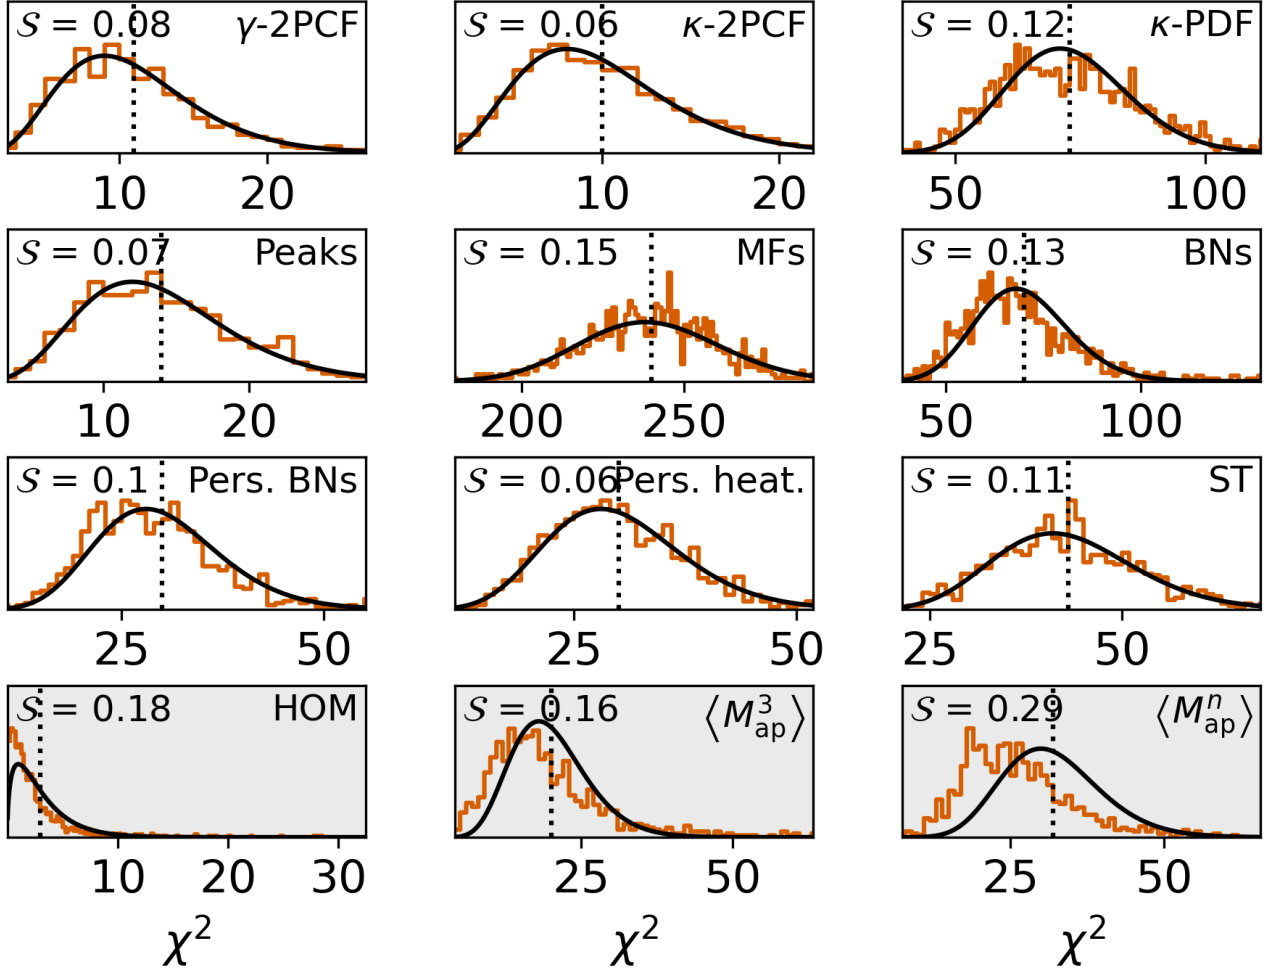 𝒮 = 0.08 γ-2PCF
10 20
𝒮 = 0.06 κ-2PCF
10 20
𝒮 = 0.12 κ-PDF
50 100
𝒮 = 0.07 Peaks
10 20
𝒮 = 0.15 MFs
200 250
𝒮 = 0.13 BNs
50 100
𝒮 = 0.1 Pers. BNs
25 50
𝒮 = 0.06 Pers. heat.
25 50
𝒮 = 0.11 ST
25 50
𝒮 = 0.18 HOM
10 20 30
χ²
𝒮 = 0.16 ⟨M³ap⟩
25 50
χ²
𝒮 = 0.29 ⟨Mⁿap⟩
25 50
χ²